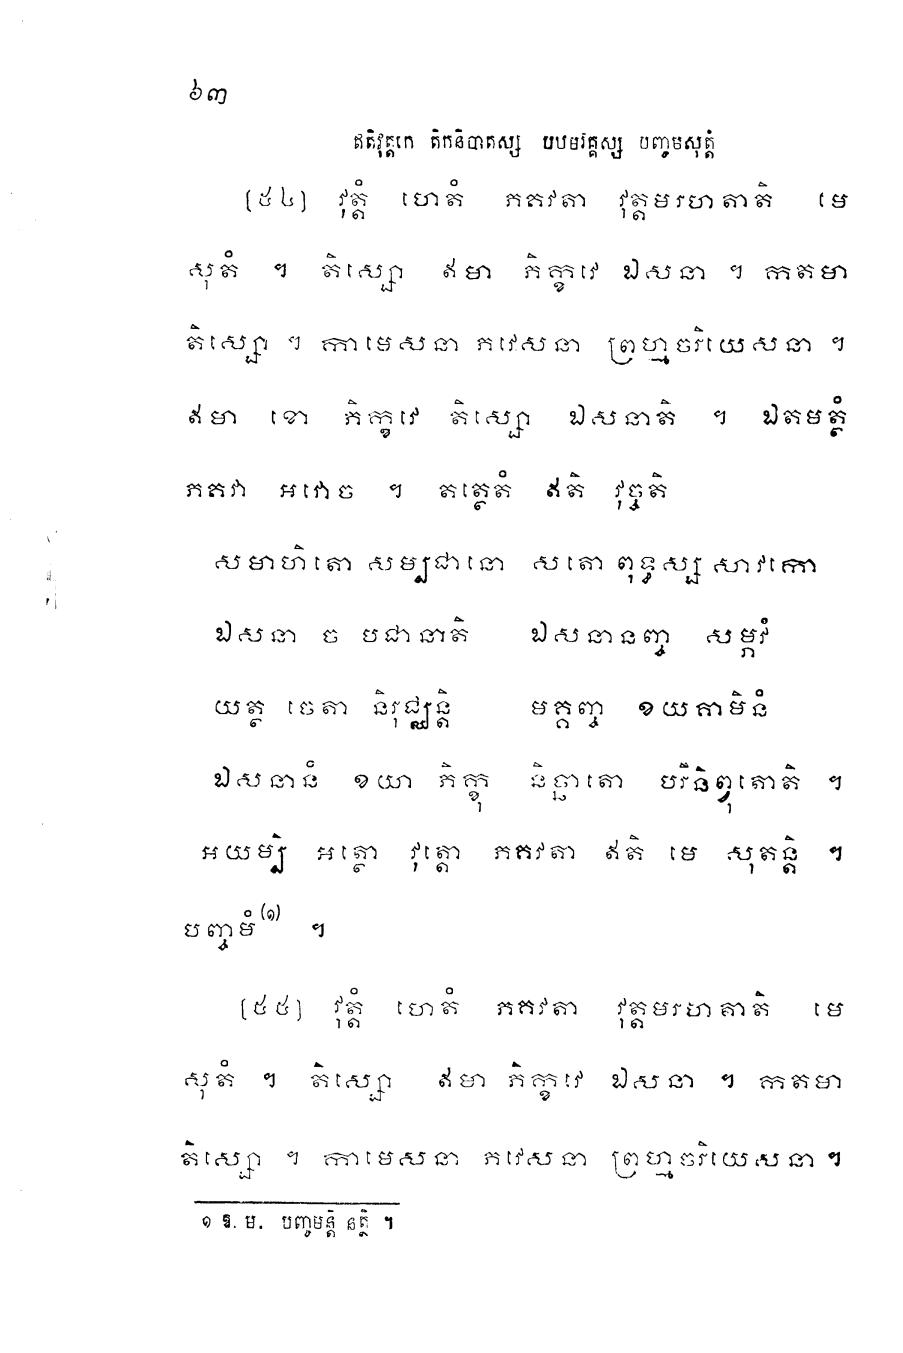 ៦៣
ឥតិវុត្តកេ តិកនិបាតស្ស បឋមវគ្គស្ស បញ្ចមសុត្តំ
(៥៤) វុត្តំ ហេតំ ភគវតា វុត្តមរហតាតិ មេ
សុតំ ។ តិស្សោ ឥមា ភិក្ខវេ ឯសនា ។ កតមា
តិស្សោ ។ កាមេសនា ភវេសនា ព្រហ្មចរិយេសនា ។
ឥមា ខោ ភិក្ខវេ តិស្សោ ឯសនាតិ ។ ឯតមត្ថំ
ភគវា អវោច ។ តត្ថេតំ ឥតិ វុច្ចតិ
សមាហិតោ សម្បជានោ សតោ ពុទ្ធស្ស សាវកោ
ឯសនា ច បជានាតិ ឯសនានញ្ច សម្ភវំ
យត្ថ ចេតា និរុជ្ឈន្តិ មគ្គញ្ច ខយគាមិនំ
ឯសនានំ ខយា ភិក្ខុ និច្ឆាតោ បរិនិព្វុតោតិ ។
អយម្បិ អត្ថោ វុត្តោ ភគវតា ឥតិ មេ សុតន្តិ ។
បញ្ចមំ (១) ។
(៥៥) វុត្តំ ហេតំ ភគវតា វុត្តមរហតាតិ មេ
សុតំ ។ តិស្សោ ឥមា ភិក្ខវេ ឯសនា ។ កតមា
តិស្សោ ។ កាមេសនា ភវេសនា ព្រហ្មចរិយេសនា ។
១ ឱ. ម. បញ្ចមន្តិ នត្ថិ ។